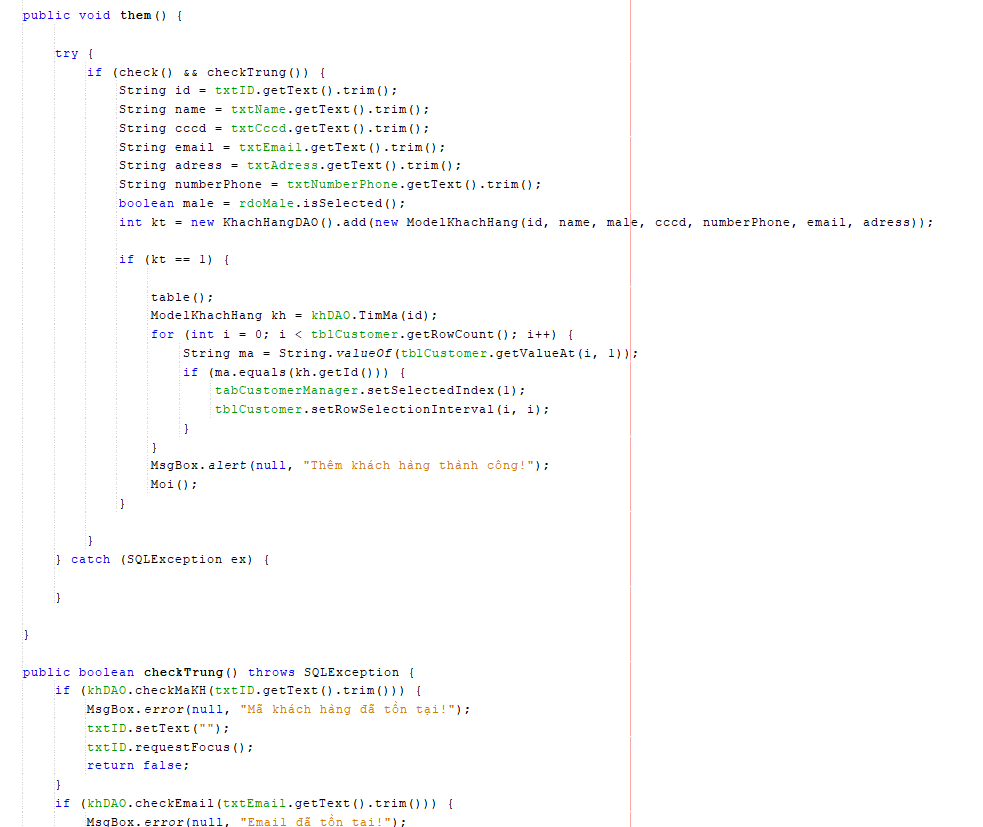 public void them() {
try {
if (check() && checkTrung()) {
String id = txtID.getText().trim();
String name = txtName.getText().trim();
String cccd = txtCccd.getText().trim();
String email = txtEmail.getText().trim();
String adress = txtAdress.getText().trim();
String numberPhone = txtNumberPhone.getText().trim();
boolean male = rdoMale.isSelected();
int kt = new KhachHangDAO().add(new ModelKhachHang(id, name, male, cccd, numberPhone, email, adress));
if (kt == 1) {
table();
ModelKhachHang kh = khDAO.TimMa(id);
for (int i = 0; i < tblCustomer.getRowCount(); i++) {
String ma = String.valueOf(tblCustomer.getValueAt(i, 1));
if (ma.equals(kh.getId())) {
tabCustomerManager.setSelectedIndex(1);
tblCustomer.setRowSelectionInterval(i, i);
}
}
MsgBox.alert(null, "Thêm khách hàng thành công!");
Moi();
}
}
} catch (SQLException ex) {
}
}
public boolean checkTrung() throws SQLException {
if (khDAO.checkMaKH(txtID.getText().trim())) {
MsgBox.error(null, "Mã khách hàng đã tồn tại!");
txtID.setText("");
txtID.requestFocus();
return false;
}
if (khDAO.checkEmail(txtEmail.getText().trim())) {
MsgBox.error(null, "Email đã tồn tại!");